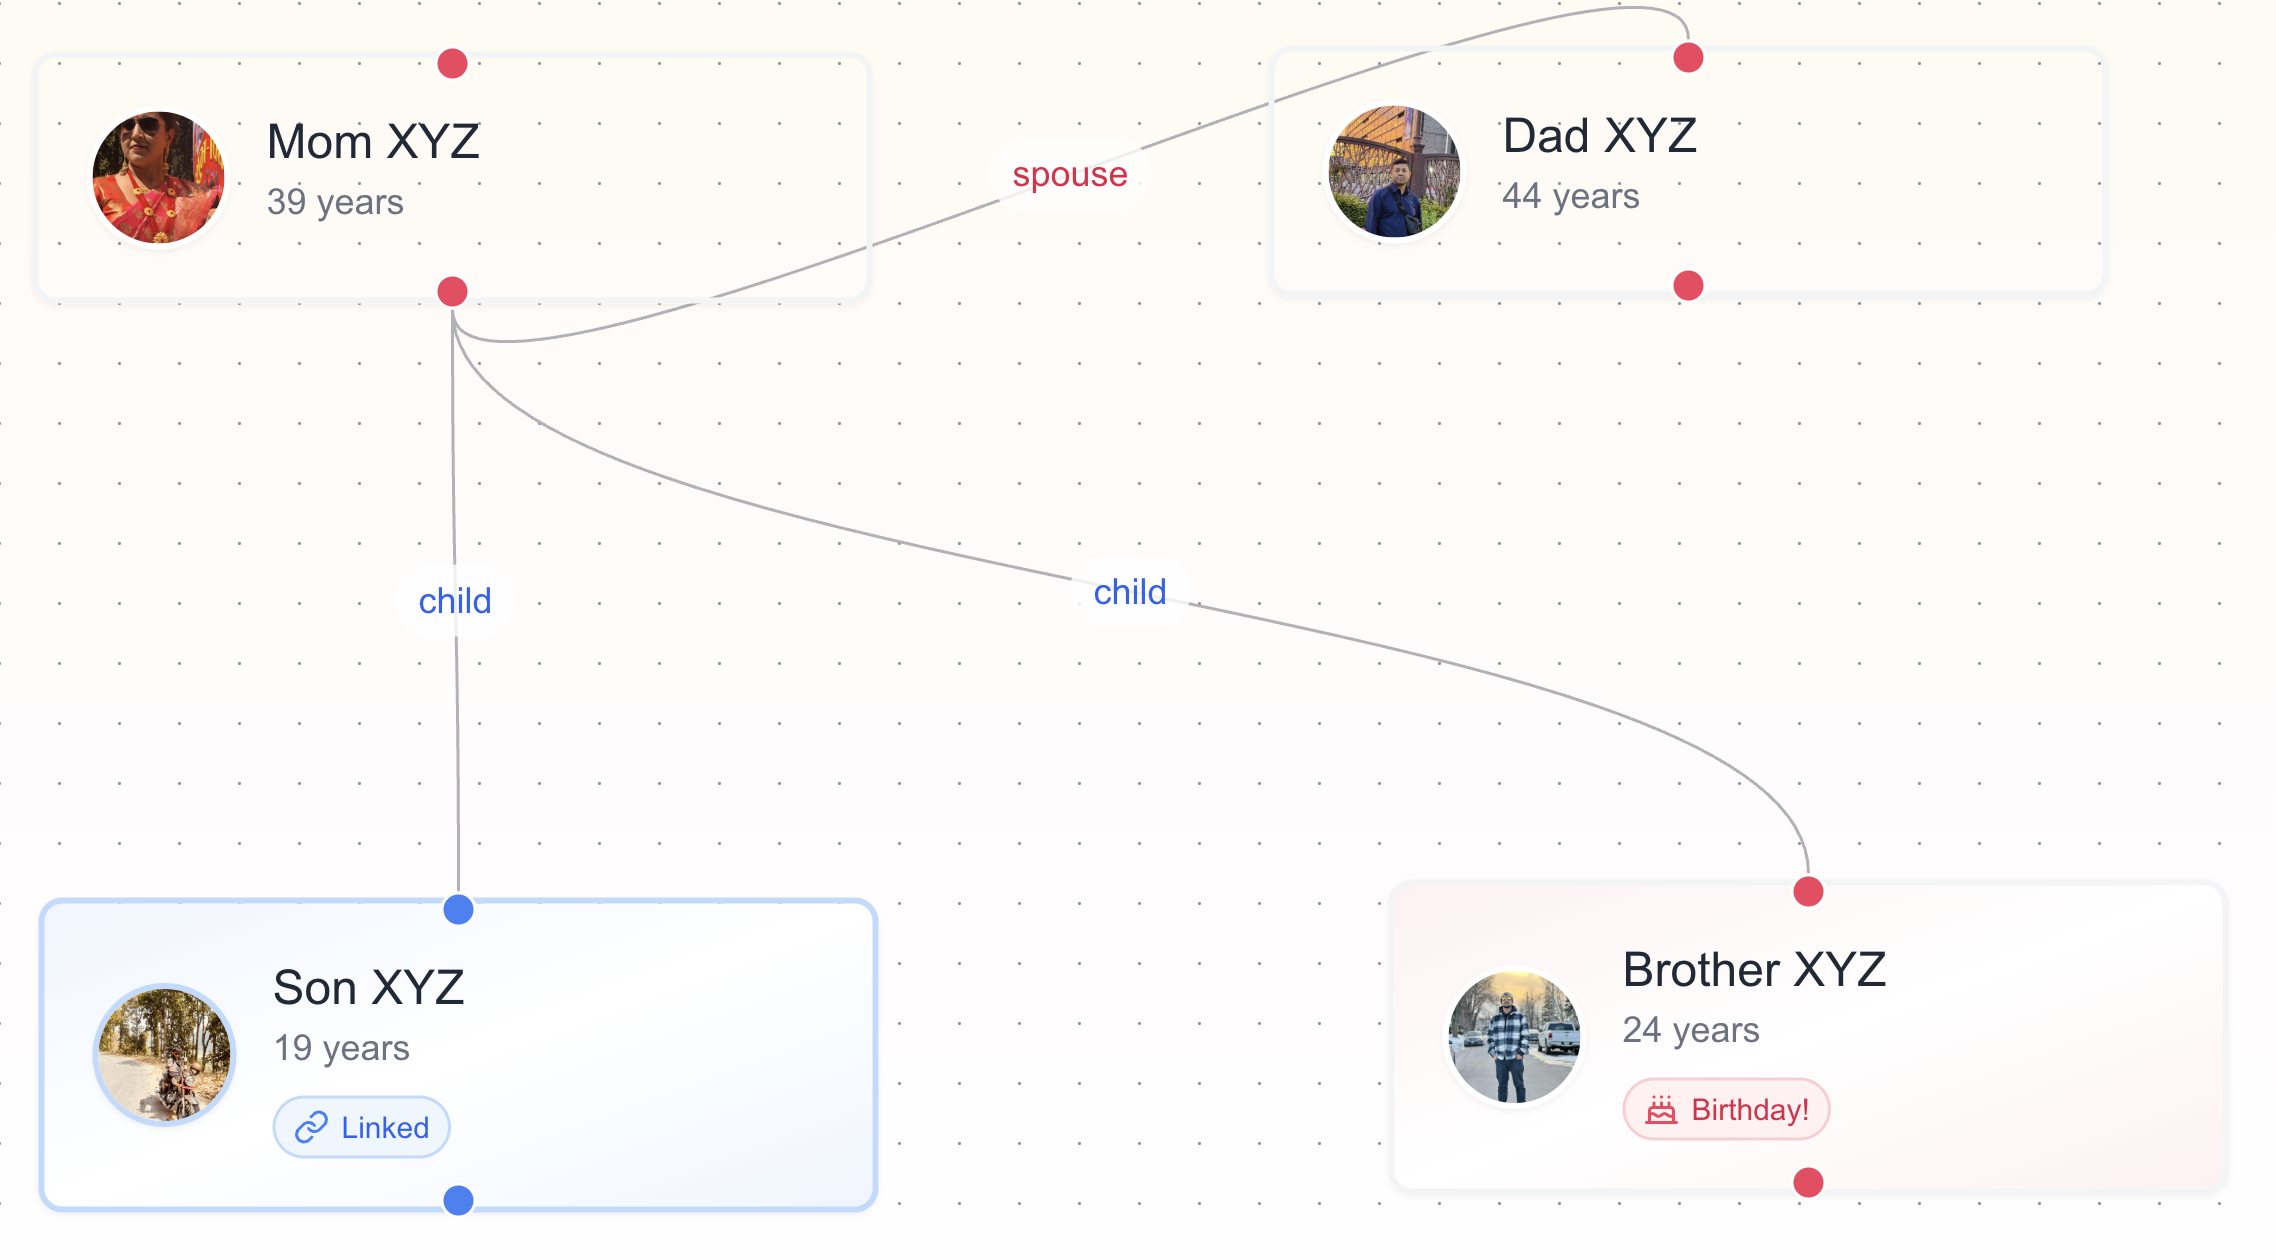 Mom XYZ
39 years
spouse
Dad XYZ
44 years
child
child
Son XYZ
19 years
Linked
Brother XYZ
24 years
Birthday!